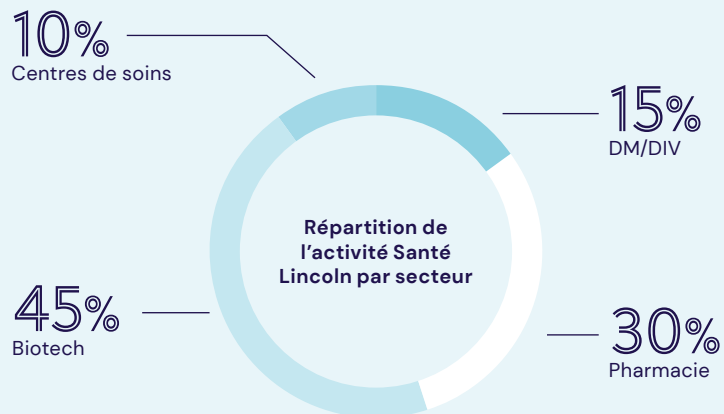 10%
Centres de soins
15%
DM/DIV
Répartition de
l’activité Santé
Lincoln par secteur
45%
Biotech
30%
Pharmacie